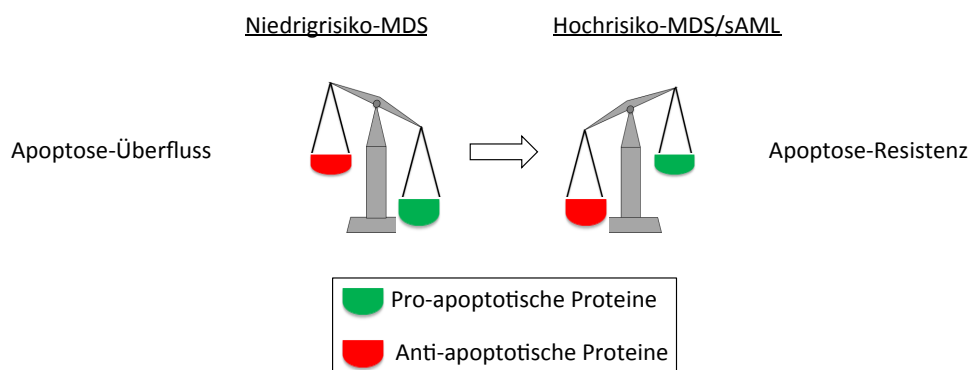 Niedrigrisiko-MDS
Hochrisiko-MDS/sAML
Apoptose-Überfluss
Apoptose-Resistenz
Pro-apoptotische Proteine
Anti-apoptotische Proteine